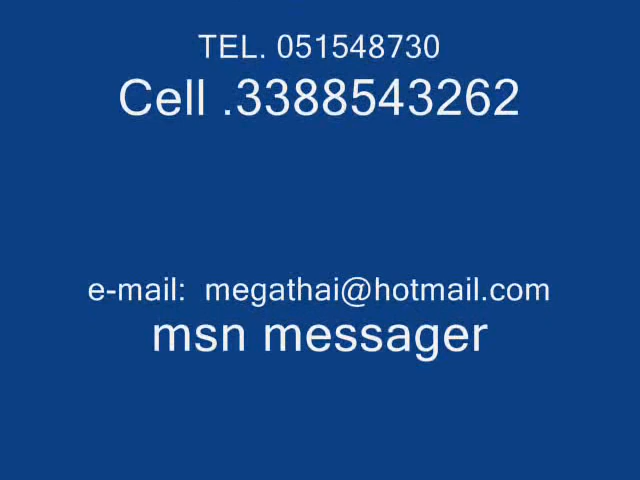 TEL. 051548730
Cell .3388543262
e-mail:  megathai@hotmail.com
msn messager